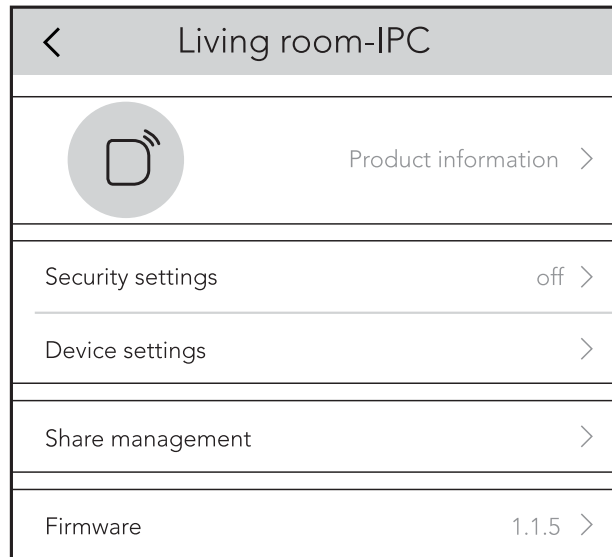 Living room-IPC
Product information
Security settings off
Device settings
Share management
Firmware 1.1.5